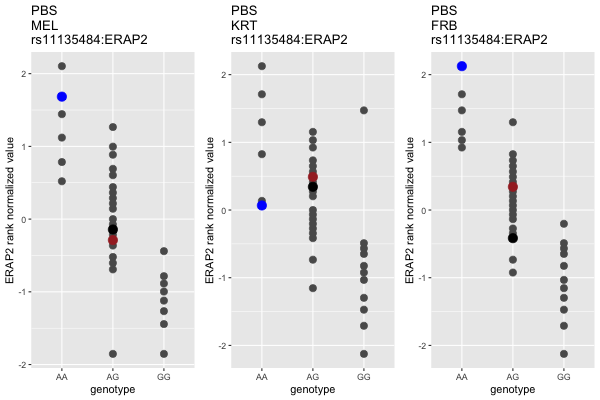 PBS
MEL
rs11135484:ERAP2
ERAP2 rank normalized value
2
1
0
-1
-2
AA
AG
GG
genotype
PBS
KRT
rs11135484:ERAP2
ERAP2 rank normalized value
2
1
0
-1
-2
AA
AG
GG
genotype
PBS
FRB
rs11135484:ERAP2
ERAP2 rank normalized value
2
1
0
-1
-2
AA
AG
GG
genotype